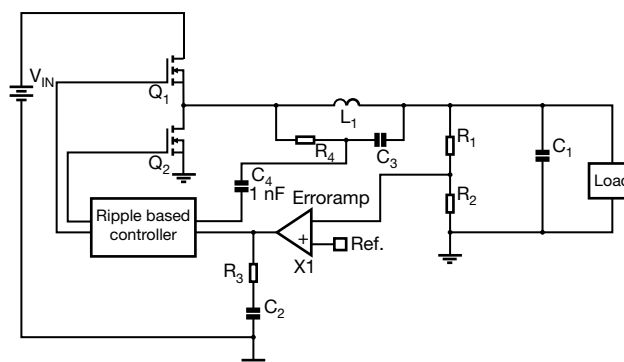 V_IN
Q_1
L_1
R_4
C_3
R_1
C_1
Q_2
C_4
1 nF
Erroramp
R_2
Load
Ripple based
controller
+
Ref.
X1
R_3
C_2